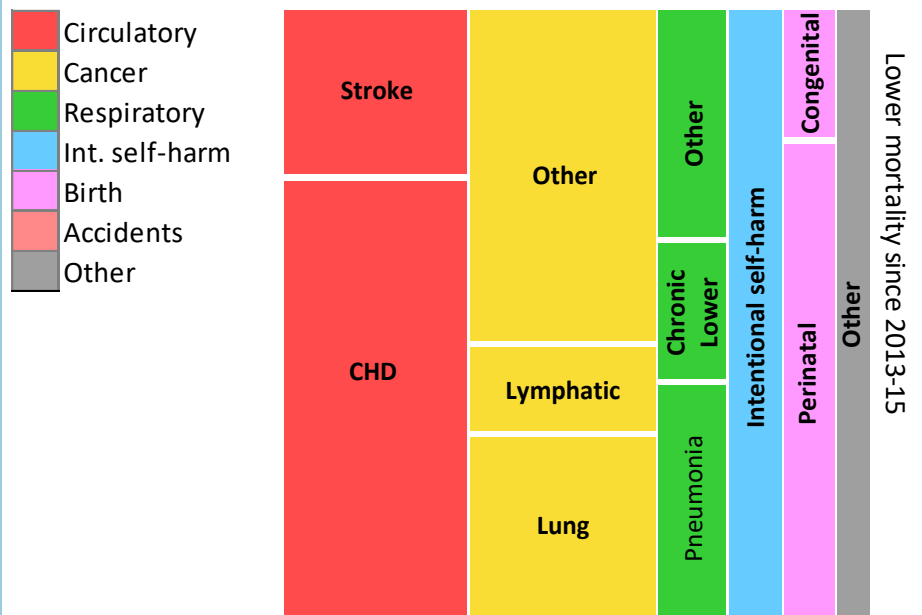 Circulatory
Cancer
Respiratory
Int. self-harm
Birth
Accidents
Other
Stroke
CHD
Other
Lymphatic
Lung
Other
Chronic
Lower
Pneumonia
Intentional self-harm
Congenital
Perinatal
Other
Lower mortality since 2013-15